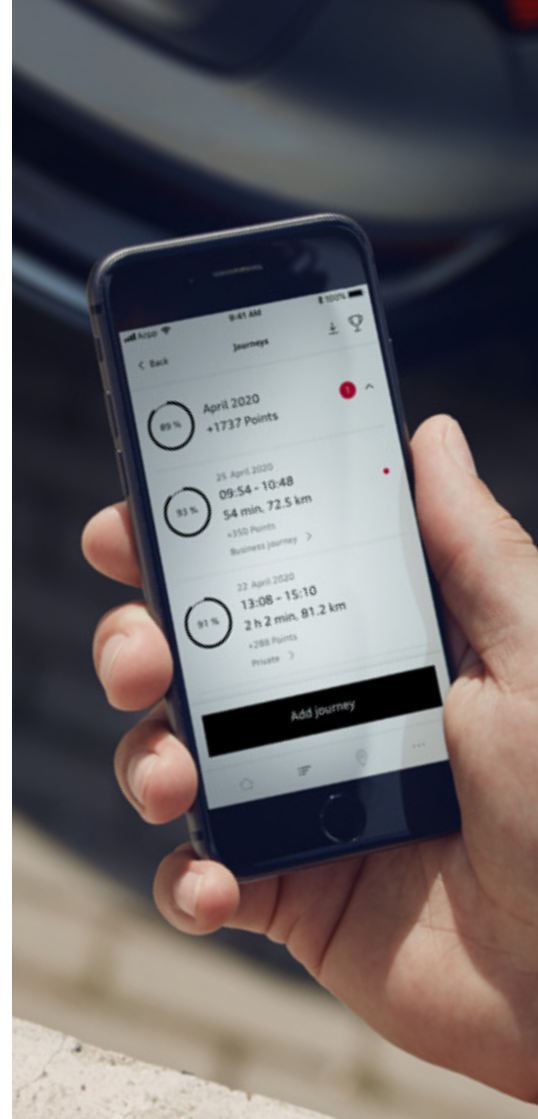 9:41 AM 100%
Back Journeys
89 %
April 2020
+1737 Points
1
93 %
25 April 2020
09:54 - 10:48
54 min, 72.5 km
+350 Points
Business journey
91 %
22 April 2020
13:08 - 15:10
2 h 2 min, 81.2 km
+288 Points
Private
Add journey